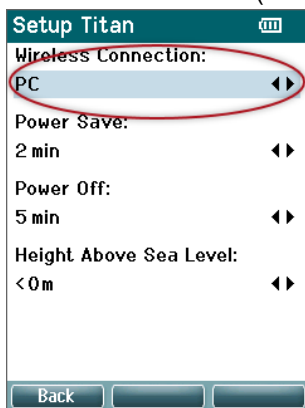 Setup Titan
Wireless Connection:
PC
Power Save:
2 min
Power Off:
5 min
Height Above Sea Level:
<0m
Back